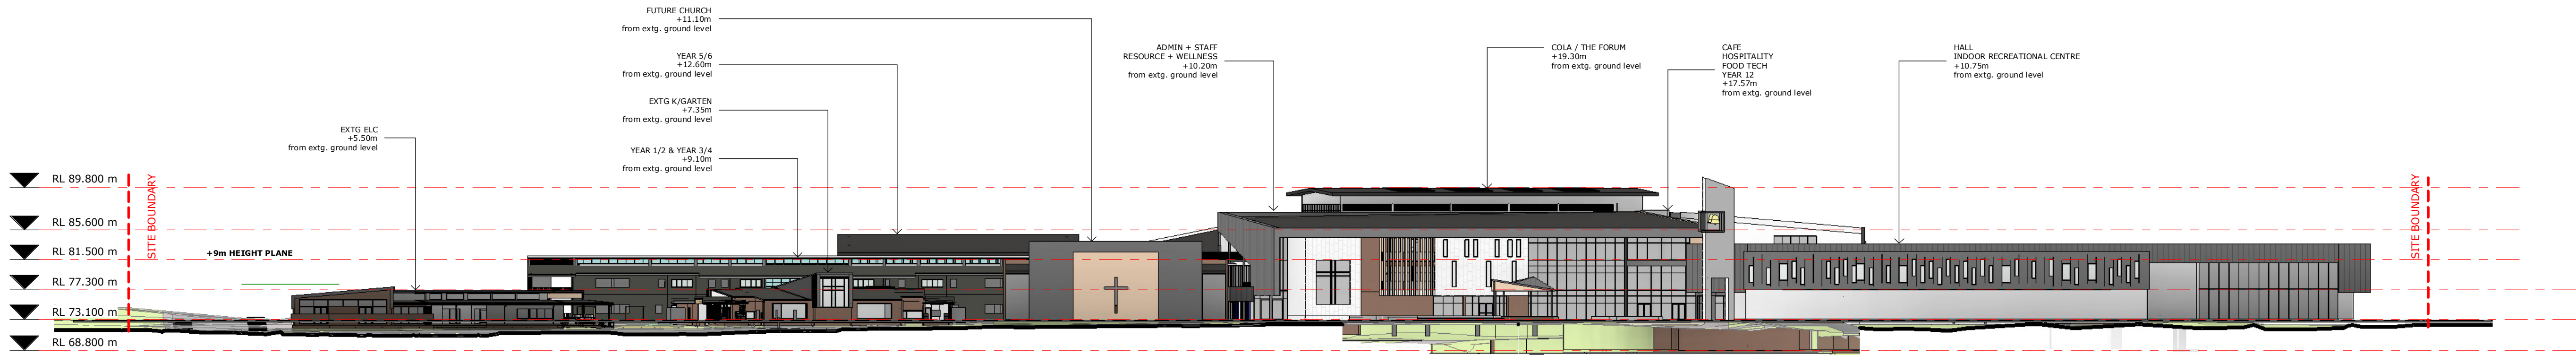 FUTURE CHURCH
+11.10m
from extg. ground level
YEAR 5/6
+12.60m
from extg. ground level
EXTG K/GARTEN
+7.35m
from extg. ground level
YEAR 1/2 & YEAR 3/4
+9.10m
from extg. ground level
EXTG ELC
+5.50m
from extg. ground level
ADMIN + STAFF
RESOURCE + WELLNESS
+10.20m
from extg. ground level
COLA / THE FORUM
+19.30m
from extg. ground level
CAFE
HOSPITALITY
FOOD TECH
YEAR 12
+17.57m
from extg. ground level
HALL
INDOOR RECREATIONAL CENTRE
+10.75m
from extg. ground level
RL 89.800 m
RL 85.600 m
RL 81.500 m
RL 77.300 m
RL 73.100 m
RL 68.800 m
SITE BOUNDARY
+9m HEIGHT PLANE
SITE BOUNDARY